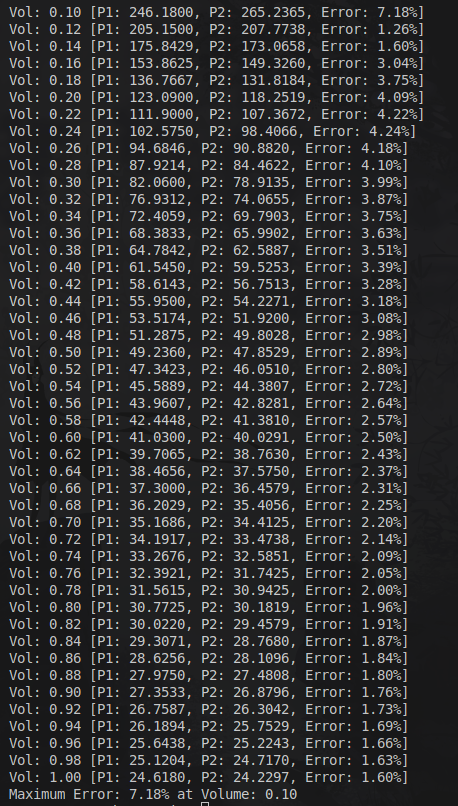 Vol: 0.10 [P1: 246.1800, P2: 265.2365, Error: 7.18%]
Vol: 0.12 [P1: 205.1500, P2: 207.7738, Error: 1.26%]
Vol: 0.14 [P1: 175.8429, P2: 173.0658, Error: 1.60%]
Vol: 0.16 [P1: 153.8625, P2: 149.3260, Error: 3.04%]
Vol: 0.18 [P1: 136.7667, P2: 131.8184, Error: 3.75%]
Vol: 0.20 [P1: 123.0900, P2: 118.2519, Error: 4.09%]
Vol: 0.22 [P1: 111.9000, P2: 107.3672, Error: 4.22%]
Vol: 0.24 [P1: 102.5750, P2: 98.4066, Error: 4.24%]
Vol: 0.26 [P1: 94.6846, P2: 90.8820, Error: 4.18%]
Vol: 0.28 [P1: 87.9214, P2: 84.4622, Error: 4.10%]
Vol: 0.30 [P1: 82.0600, P2: 78.9135, Error: 3.99%]
Vol: 0.32 [P1: 76.9312, P2: 74.0655, Error: 3.87%]
Vol: 0.34 [P1: 72.4059, P2: 69.7903, Error: 3.75%]
Vol: 0.36 [P1: 68.3833, P2: 65.9902, Error: 3.63%]
Vol: 0.38 [P1: 64.7842, P2: 62.5887, Error: 3.51%]
Vol: 0.40 [P1: 61.5450, P2: 59.5253, Error: 3.39%]
Vol: 0.42 [P1: 58.6143, P2: 56.7513, Error: 3.28%]
Vol: 0.44 [P1: 55.9500, P2: 54.2271, Error: 3.18%]
Vol: 0.46 [P1: 53.5174, P2: 51.9200, Error: 3.08%]
Vol: 0.48 [P1: 51.2875, P2: 49.8028, Error: 2.98%]
Vol: 0.50 [P1: 49.2360, P2: 47.8529, Error: 2.89%]
Vol: 0.52 [P1: 47.3423, P2: 46.0510, Error: 2.80%]
Vol: 0.54 [P1: 45.5889, P2: 44.3807, Error: 2.72%]
Vol: 0.56 [P1: 43.9607, P2: 42.8281, Error: 2.64%]
Vol: 0.58 [P1: 42.4448, P2: 41.3810, Error: 2.57%]
Vol: 0.60 [P1: 41.0300, P2: 40.0291, Error: 2.50%]
Vol: 0.62 [P1: 39.7065, P2: 38.7630, Error: 2.43%]
Vol: 0.64 [P1: 38.4656, P2: 37.5750, Error: 2.37%]
Vol: 0.66 [P1: 37.3000, P2: 36.4579, Error: 2.31%]
Vol: 0.68 [P1: 36.2029, P2: 35.4056, Error: 2.25%]
Vol: 0.70 [P1: 35.1686, P2: 34.4125, Error: 2.20%]
Vol: 0.72 [P1: 34.1917, P2: 33.4738, Error: 2.14%]
Vol: 0.74 [P1: 33.2676, P2: 32.5851, Error: 2.09%]
Vol: 0.76 [P1: 32.3921, P2: 31.7425, Error: 2.05%]
Vol: 0.78 [P1: 31.5615, P2: 30.9425, Error: 2.00%]
Vol: 0.80 [P1: 30.7725, P2: 30.1819, Error: 1.96%]
Vol: 0.82 [P1: 30.0220, P2: 29.4579, Error: 1.91%]
Vol: 0.84 [P1: 29.3071, P2: 28.7680, Error: 1.87%]
Vol: 0.86 [P1: 28.6256, P2: 28.1096, Error: 1.84%]
Vol: 0.88 [P1: 27.9750, P2: 27.4808, Error: 1.80%]
Vol: 0.90 [P1: 27.3533, P2: 26.8796, Error: 1.76%]
Vol: 0.92 [P1: 26.7587, P2: 26.3042, Error: 1.73%]
Vol: 0.94 [P1: 26.1894, P2: 25.7529, Error: 1.69%]
Vol: 0.96 [P1: 25.6438, P2: 25.2243, Error: 1.66%]
Vol: 0.98 [P1: 25.1204, P2: 24.7170, Error: 1.63%]
Vol: 1.00 [P1: 24.6180, P2: 24.2297, Error: 1.60%]
Maximum Error: 7.18% at Volume: 0.10